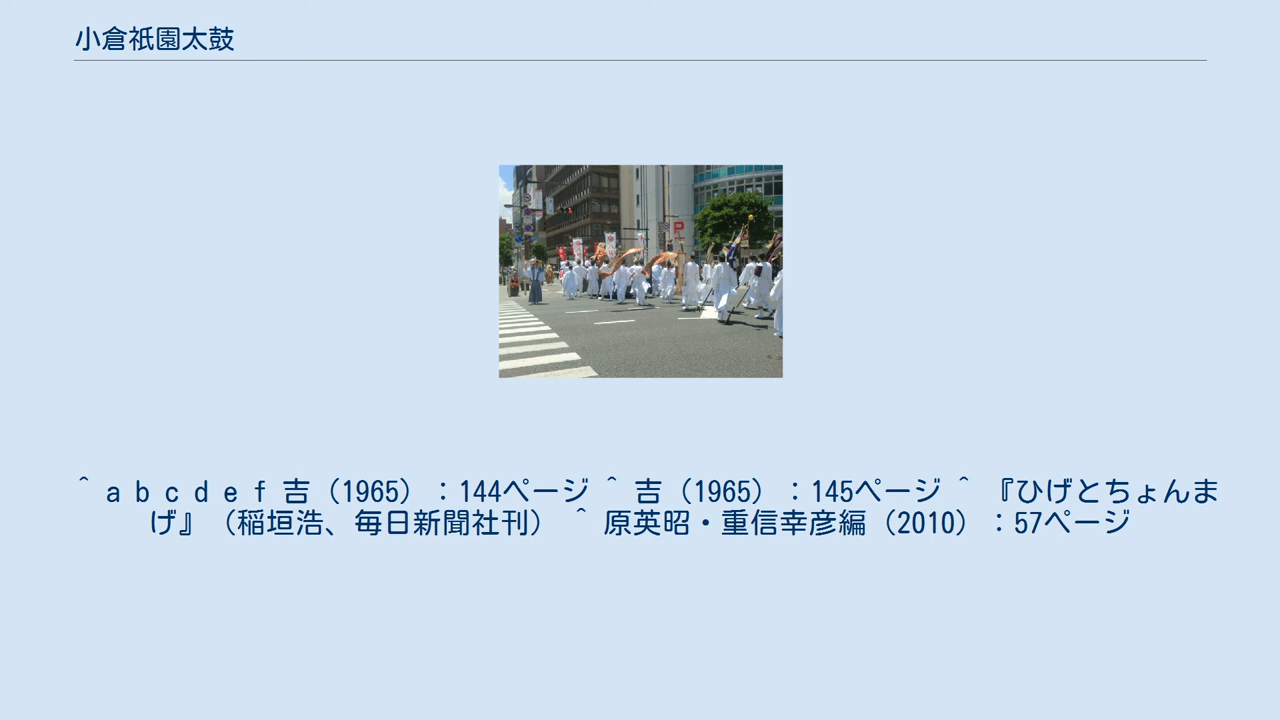 小倉祇園太鼓
P
＾ a b c d e f 吉（1965）：144ページ ＾ 吉（1965）：145ページ ＾ 『ひげとちょんま
げ』（稲垣浩、毎日新聞社刊） ＾ 原英昭・重信幸彦編（2010）：57ページ